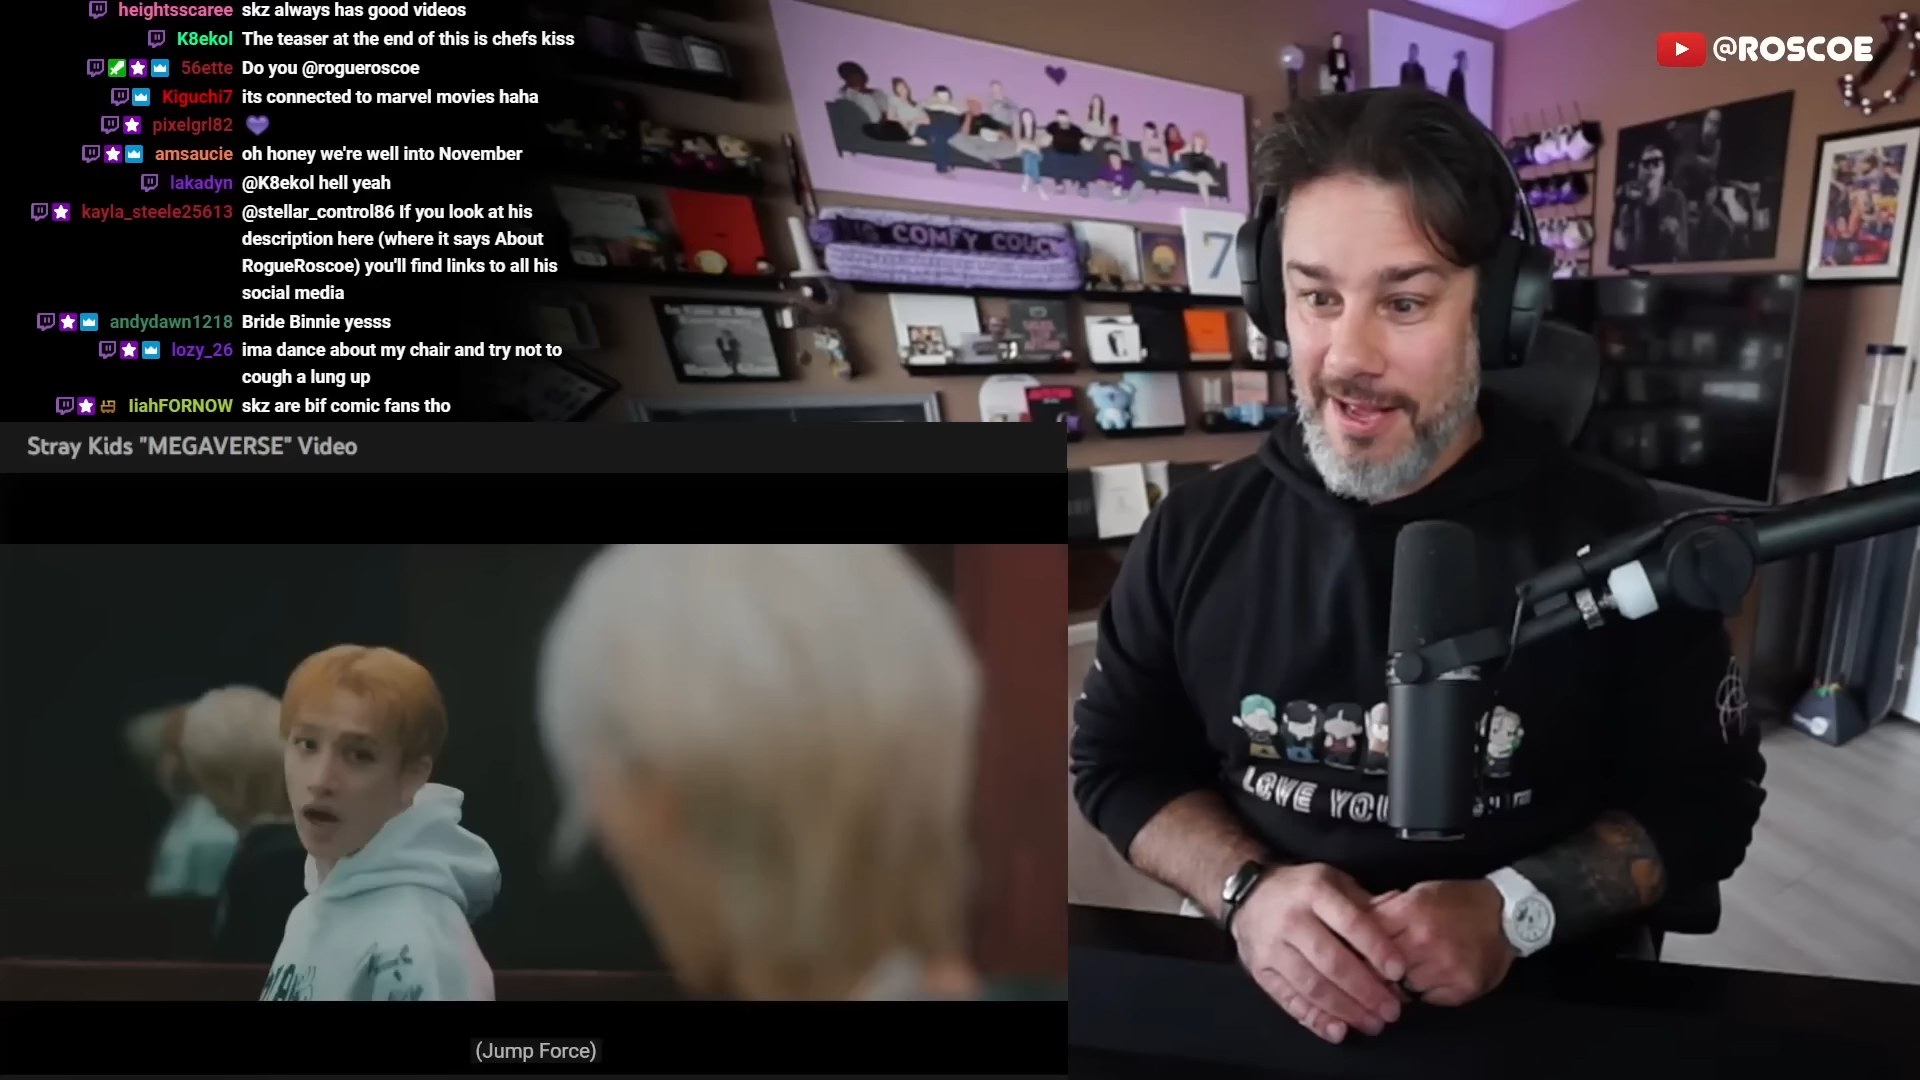 heightsscaree skz always has good videos
K8ekol The teaser at the end of this is chefs kiss
56ette Do you @rogueroscoe
Kiguchi7 its connected to marvel movies haha
pixelgrl82
amsaucie oh honey we're well into November
lakadyn @K8ekol hell yeah
kayla_steele25613 @stellar_control86 If you look at his
description here (where it says About
RogueRoscoe) you'll find links to all his
social media
andydawn1218 Bride Binnie yesss
lozy_26 ima dance about my chair and try not to
cough a lung up
liahFORNOW skz are bif comic fans tho
@ROSCOE
COMFY COUCH
7
Stray Kids "MEGAVERSE" Video
LOVE YOU
(Jump Force)